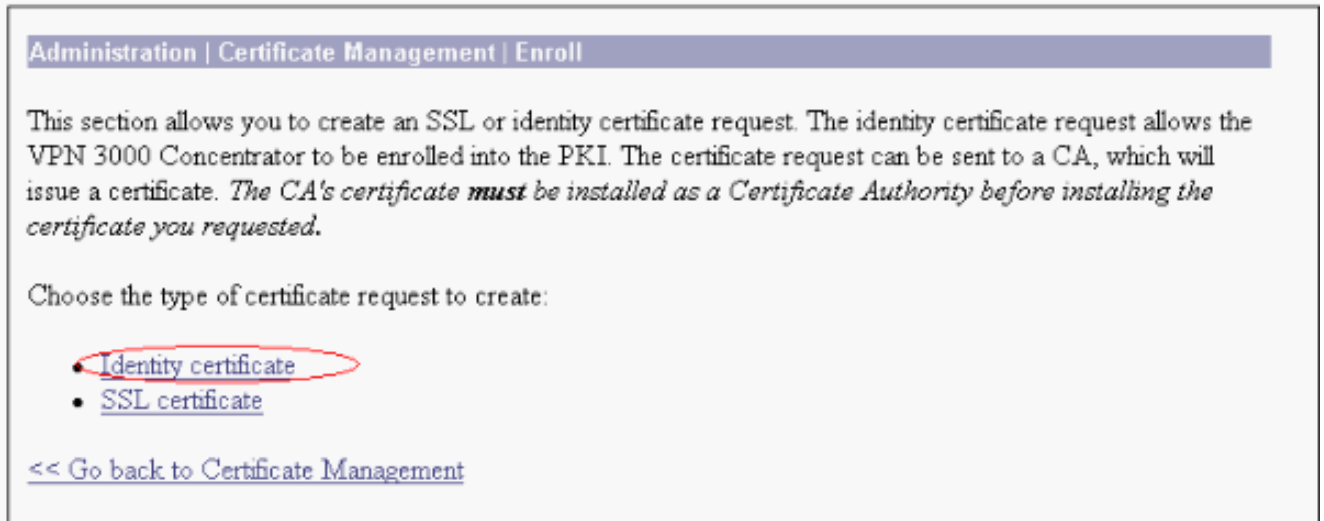 Administration | Certificate Management | Enroll
This section allows you to create an SSL or identity certificate request. The identity certificate request allows the
VPN 3000 Concentrator to be enrolled into the PKI. The certificate request can be sent to a CA, which will
issue a certificate. The CA's certificate must be installed as a Certificate Authority before installing the
certificate you requested.
Choose the type of certificate request to create:
• Identity certificate
• SSL certificate
<< Go back to Certificate Management